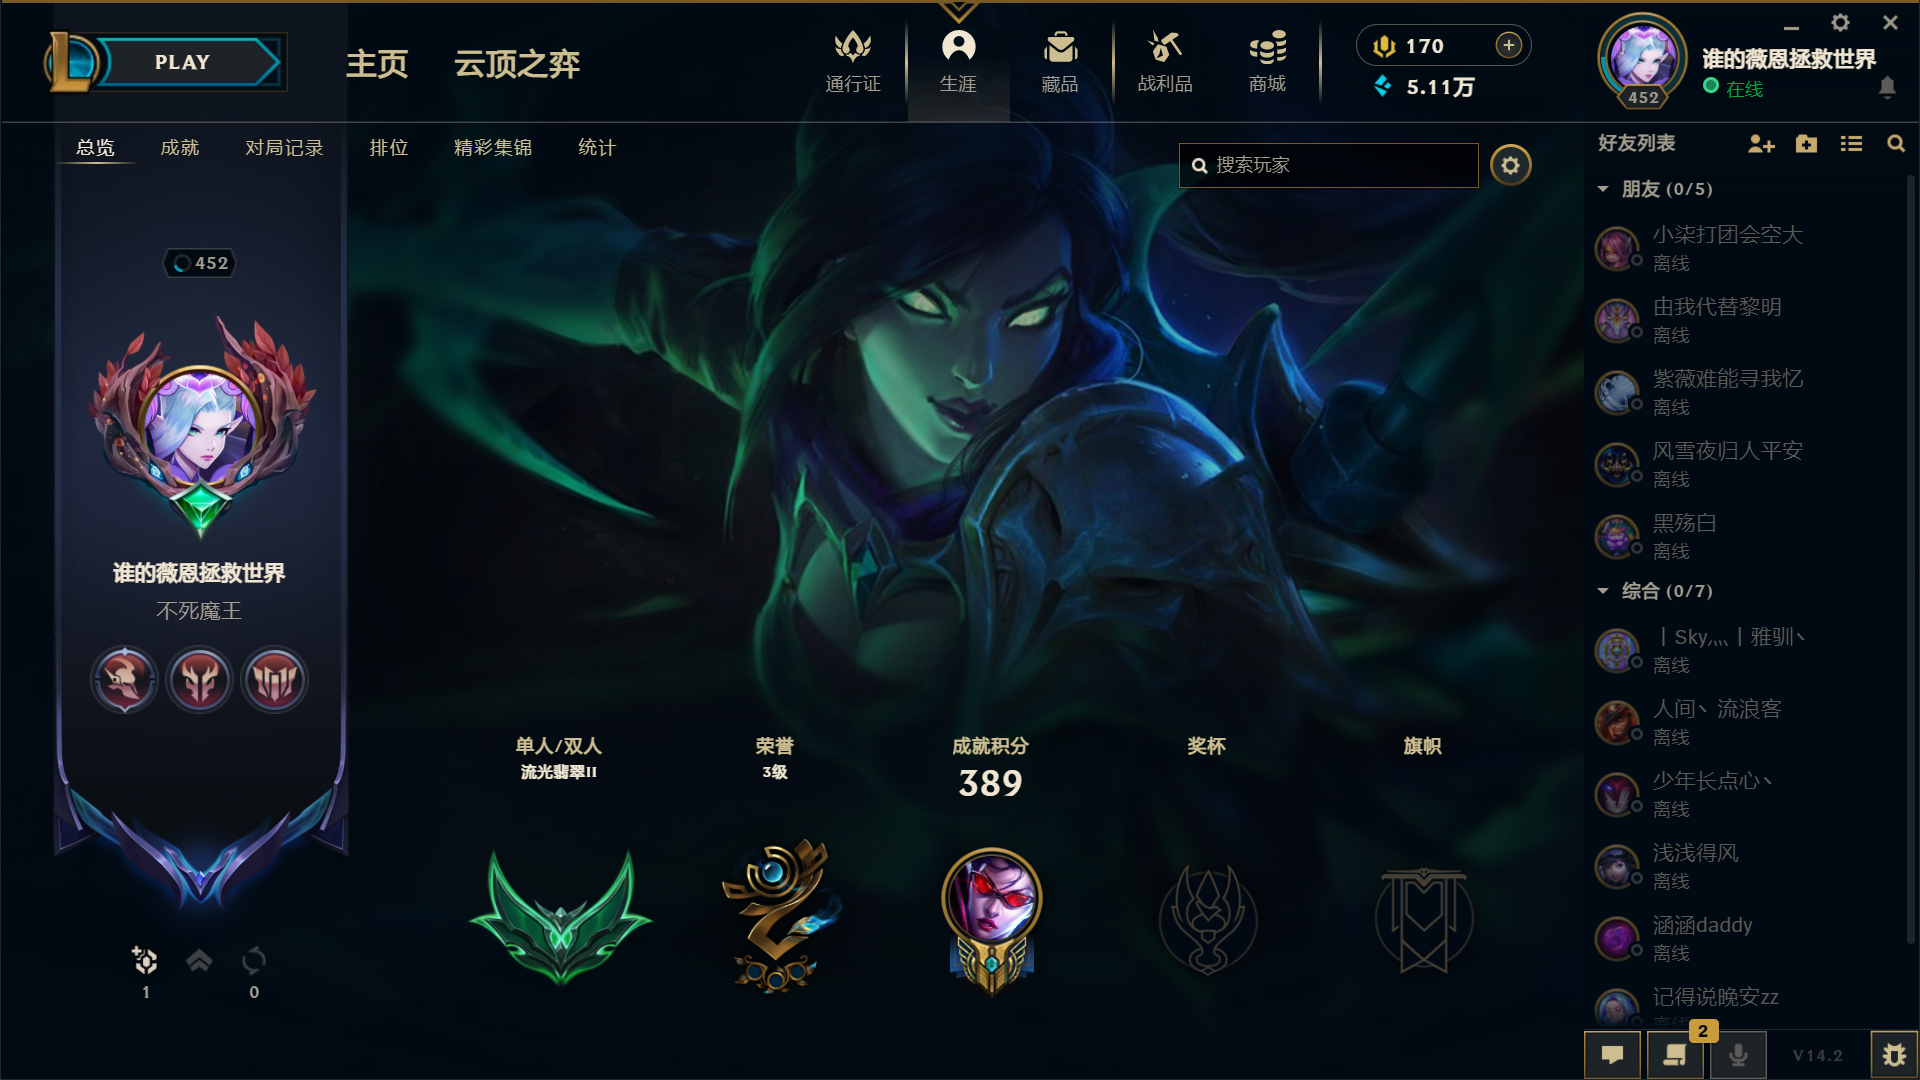 PLAY
主页
云顶之弈
通行证
生涯
藏品
战利品
商城
170
5.11万
452
谁的薇恩拯救世界
在线
总览
成就
对局记录
排位
精彩集锦
统计
搜索玩家
好友列表
朋友 (0/5)
小柒打团会空大
离线
由我代替黎明
离线
紫薇难能寻我忆
离线
风雪夜归人平安
离线
黑殇白
离线
综合 (0/7)
丨Sky灬丨雅驯丶
离线
人间丶流浪客
离线
少年长点心丶
离线
浅浅得风
离线
涵涵daddy
离线
记得说晚安zz
离线
452
谁的薇恩拯救世界
不死魔王
1
0
单人/双人
流光翡翠II
荣誉
3级
成就积分
389
奖杯
旗帜
2
V14.2